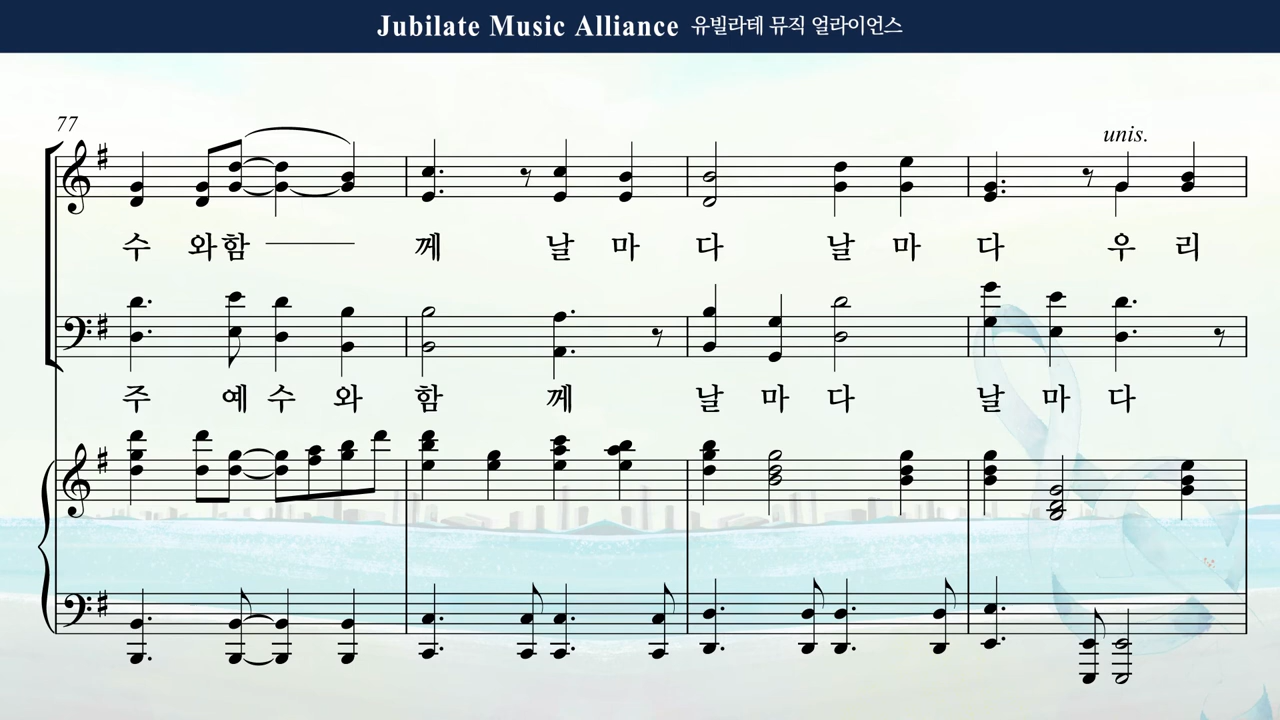 Jubilate Music Alliance 유빌라테 뮤직 얼라이언스
77
unis.
수 와 함 께 날 마 다 날 마 다 우 리
주 예 수 와 함 께 날 마 다 날 마 다